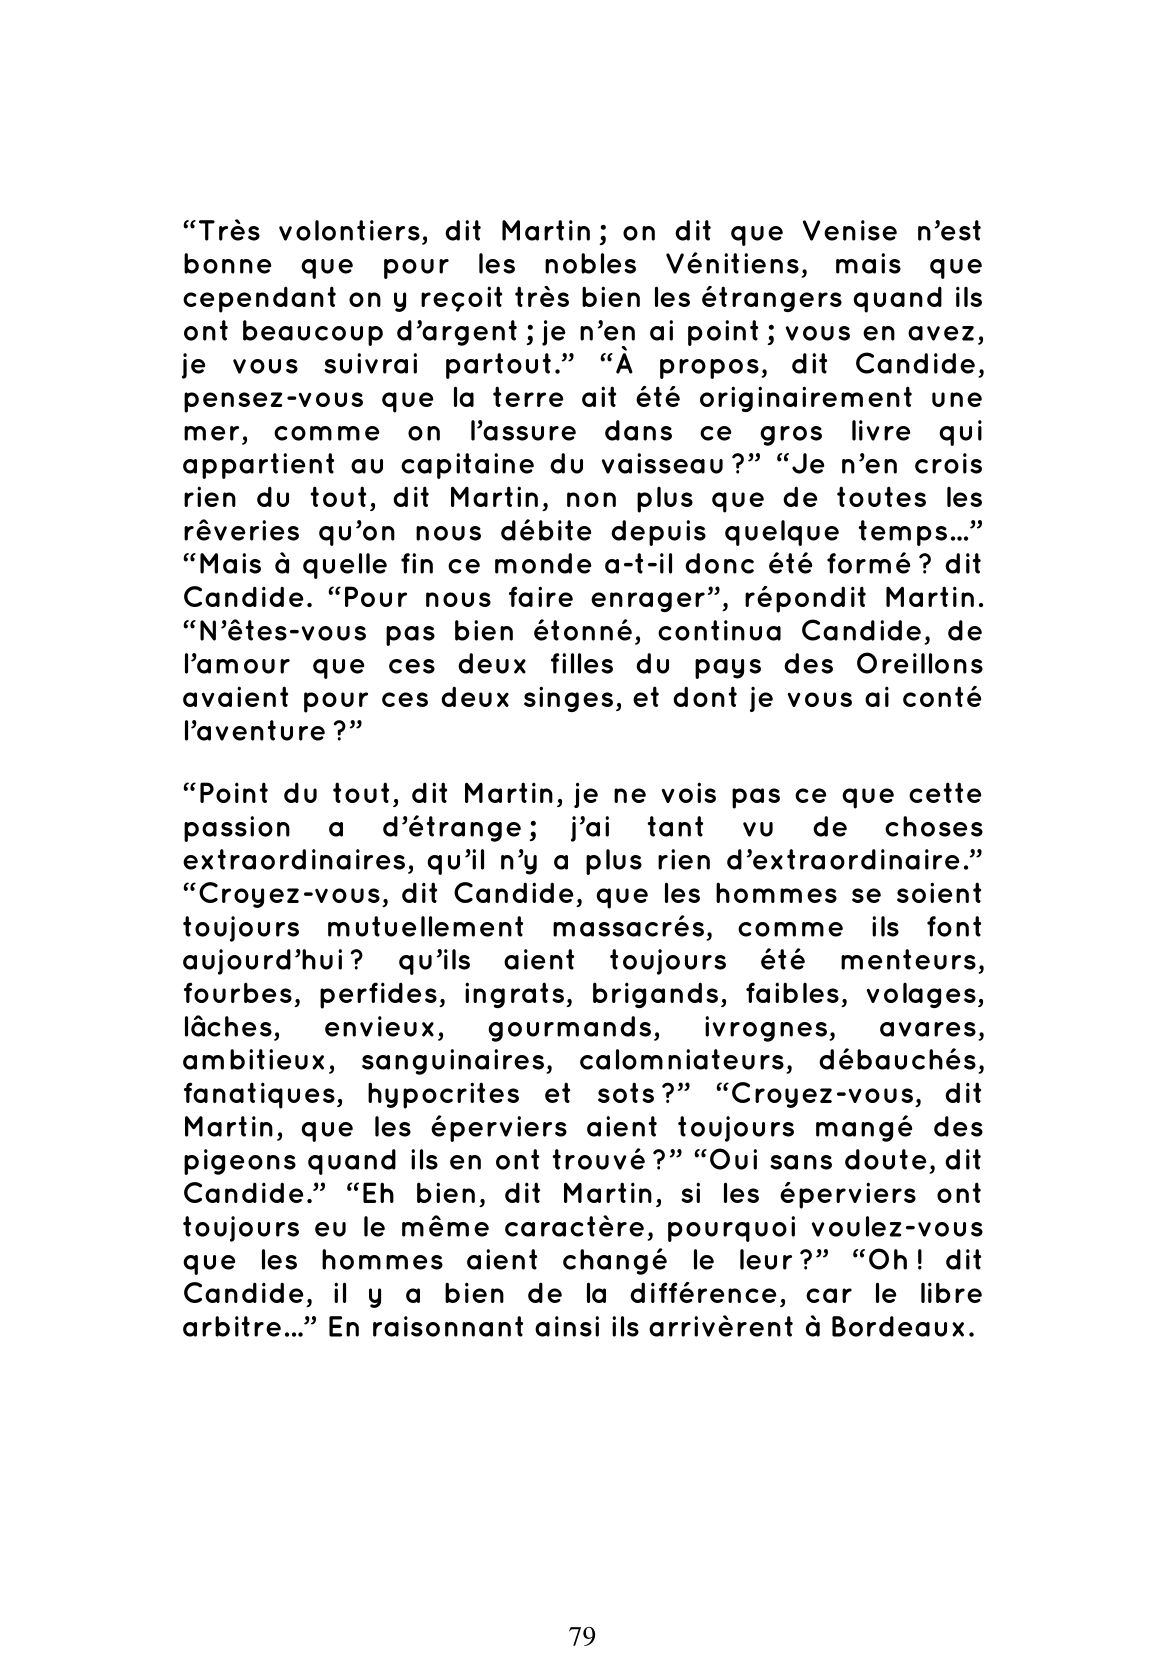 “Très volontiers, dit Martin ; on dit que Venise n’est
bonne que pour les nobles Vénitiens, mais que
cependant on y reçoit très bien les étrangers quand ils
ont beaucoup d’argent ; je n’en ai point ; vous en avez,
je vous suivrai partout.” “À propos, dit Candide,
pensez-vous que la terre ait été originairement une
mer, comme on l’assure dans ce gros livre qui
appartient au capitaine du vaisseau ?” “Je n’en crois
rien du tout, dit Martin, non plus que de toutes les
rêveries qu’on nous débite depuis quelque temps…”
“Mais à quelle fin ce monde a-t-il donc été formé ? dit
Candide. “Pour nous faire enrager”, répondit Martin.
“N’êtes-vous pas bien étonné, continua Candide, de
l’amour que ces deux filles du pays des Oreillons
avaient pour ces deux singes, et dont je vous ai conté
l’aventure ?”
“Point du tout, dit Martin, je ne vois pas ce que cette
passion a d’étrange ; j’ai tant vu de choses
extraordinaires, qu’il n’y a plus rien d’extraordinaire.”
“Croyez-vous, dit Candide, que les hommes se soient
toujours mutuellement massacrés, comme ils font
aujourd’hui ? qu’ils aient toujours été menteurs,
fourbes, perfides, ingrats, brigands, faibles, volages,
lâches, envieux, gourmands, ivrognes, avares,
ambitieux, sanguinaires, calomniateurs, débauchés,
fanatiques, hypocrites et sots ?” “Croyez-vous, dit
Martin, que les éperviers aient toujours mangé des
pigeons quand ils en ont trouvé ?” “Oui sans doute, dit
Candide.” “Eh bien, dit Martin, si les éperviers ont
toujours eu le même caractère, pourquoi voulez-vous
que les hommes aient changé le leur ?” “Oh ! dit
Candide, il y a bien de la différence, car le libre
arbitre…” En raisonnant ainsi ils arrivèrent à Bordeaux.
79